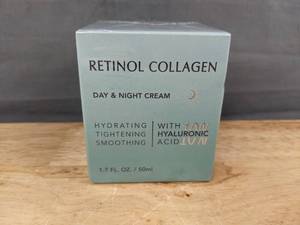 RETINOL COLLAGEN
DAY & NIGHT CREAM
HYDRATING
TIGHTENING
SMOOTHING
WITH
HYALURONIC
ACID
1.7 FL. OZ. / 50ml